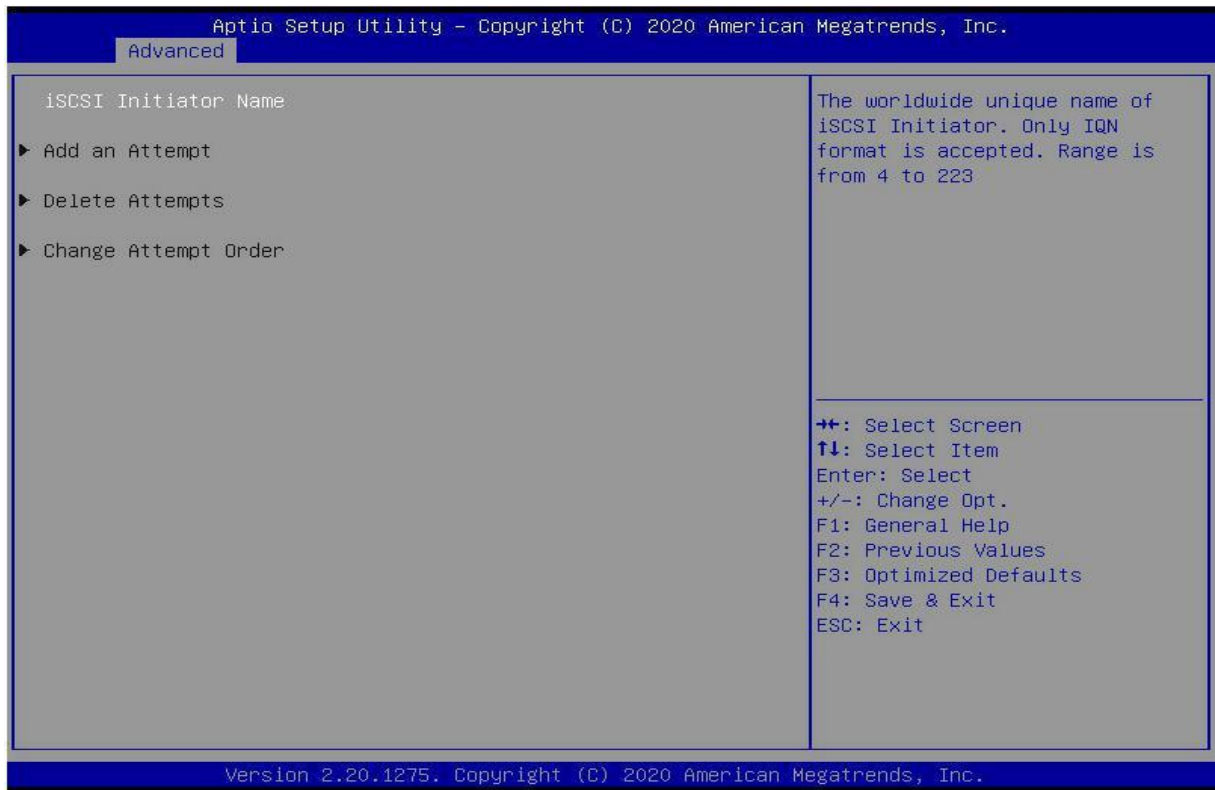 Aptio Setup Utility – Copyright (C) 2020 American Megatrends, Inc.
Advanced
iSCSI Initiator Name
▶ Add an Attempt
▶ Delete Attempts
▶ Change Attempt Order
The worldwide unique name of
iSCSI Initiator. Only IQN
format is accepted. Range is
from 4 to 223
→←: Select Screen
↑↓: Select Item
Enter: Select
+/-: Change Opt.
F1: General Help
F2: Previous Values
F3: Optimized Defaults
F4: Save & Exit
ESC: Exit
Version 2.20.1275. Copyright (C) 2020 American Megatrends, Inc.